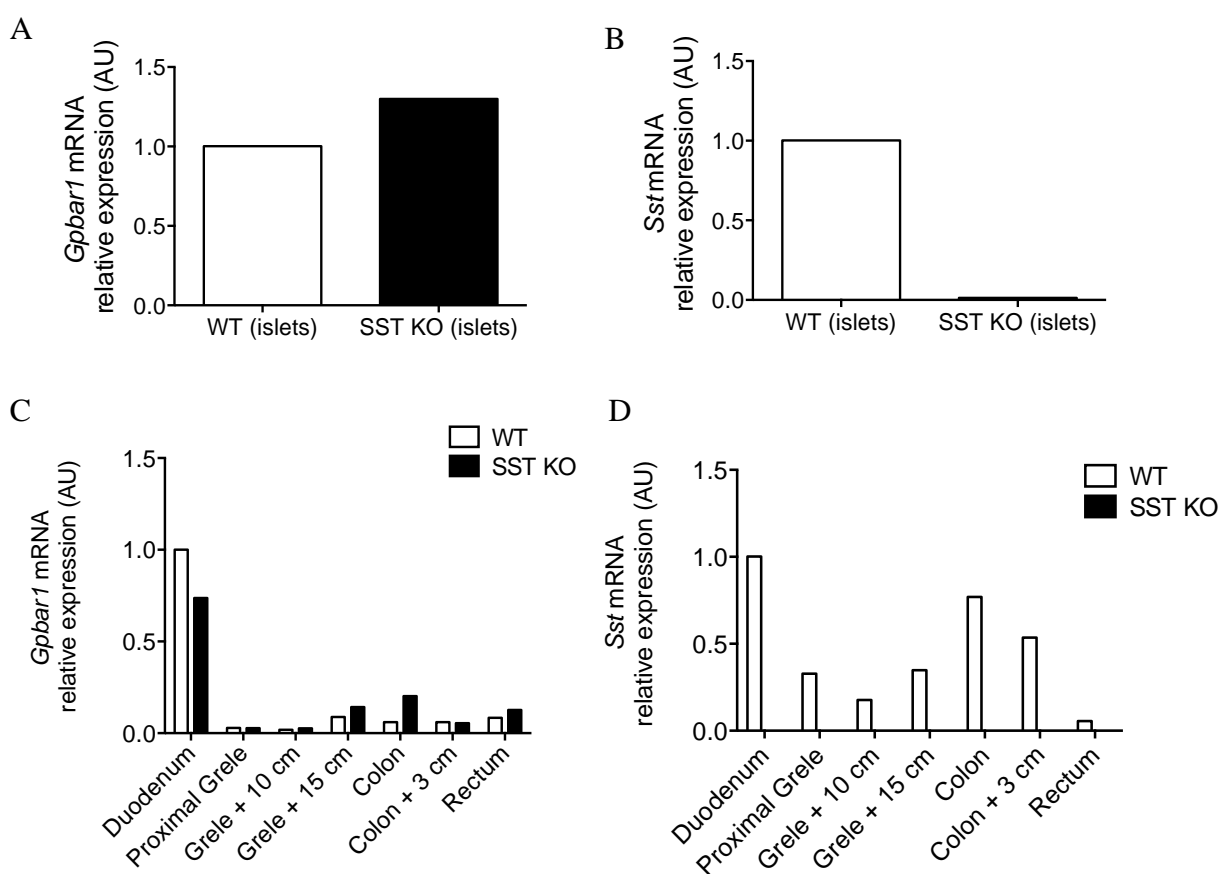 A
Gpbar1 mRNA
relative expression (AU)
1.5
1.0
0.5
0.0
WT (islets)
SST KO (islets)
B
Sst mRNA
relative expression (AU)
1.5
1.0
0.5
0.0
WT (islets)
SST KO (islets)
C
WT
SST KO
Gpbar1 mRNA
relative expression (AU)
1.5
1.0
0.5
0.0
Duodenum
Proximal Grele
Grele + 10 cm
Grele + 15 cm
Colon
Colon + 3 cm
Rectum
D
WT
SST KO
Sst mRNA
relative expression (AU)
1.5
1.0
0.5
0.0
Duodenum
Proximal Grele
Grele + 10 cm
Grele + 15 cm
Colon
Colon + 3 cm
Rectum